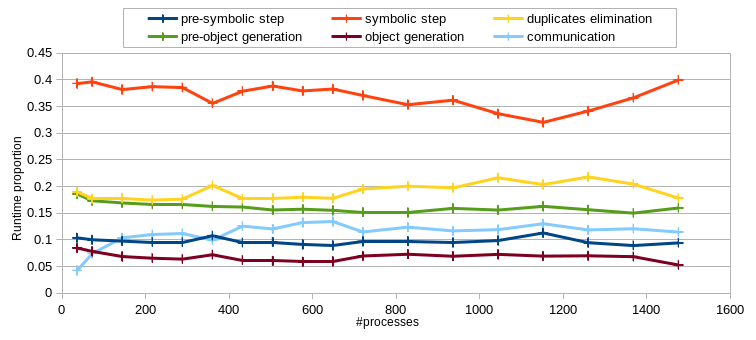 pre-symbolic step symbolic step duplicates elimination
pre-object generation object generation communication
0.45
0.4
0.35
0.3
0.25
0.2
0.15
0.1
0.05
0
Runtime proportion
0 200 400 600 800 1000 1200 1400 1600
#processes